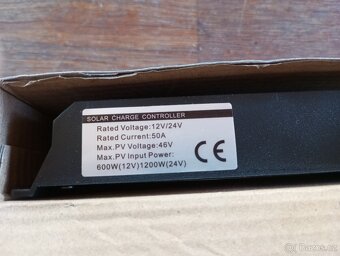 SOLAR CHARGE CONTROLLER
Rated Voltage:12V/24V
Rated Current:50A
Max.PV Voltage:46V
Max.PV Input Power:
600W(12V)1200W(24V)
CE